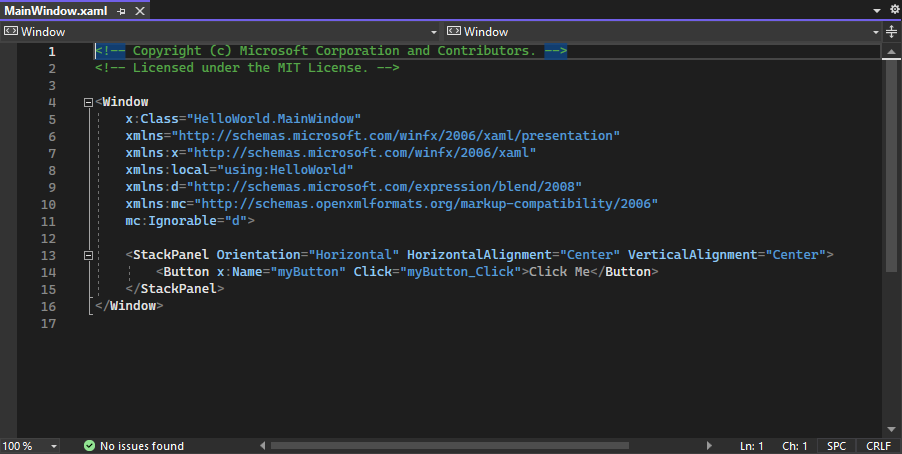 MainWindow.xaml
Window Window
1 <!-- Copyright (c) Microsoft Corporation and Contributors. -->
2 <!-- Licensed under the MIT License. -->
3
4 <Window
5 x:Class="HelloWorld.MainWindow"
6 xmlns="http://schemas.microsoft.com/winfx/2006/xaml/presentation"
7 xmlns:x="http://schemas.microsoft.com/winfx/2006/xaml"
8 xmlns:local="using:HelloWorld"
9 xmlns:d="http://schemas.microsoft.com/expression/blend/2008"
10 xmlns:mc="http://schemas.openxmlformats.org/markup-compatibility/2006"
11 mc:Ignorable="d">
12
13 <StackPanel Orientation="Horizontal" HorizontalAlignment="Center" VerticalAlignment="Center">
14 <Button x:Name="myButton" Click="myButton_Click">Click Me</Button>
15 </StackPanel>
16 </Window>
17
100 % No issues found Ln: 1 Ch: 1 SPC CRLF